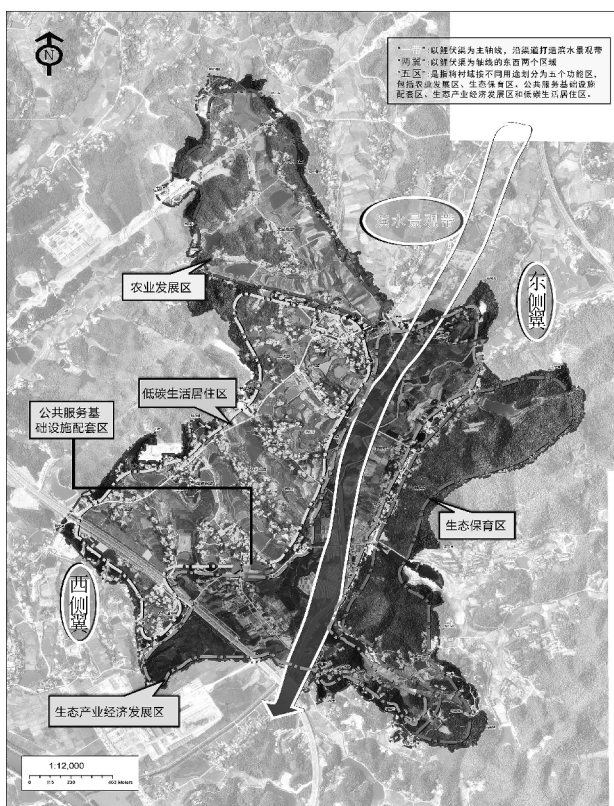 N
"一带":以鲤伏渠为主轴线，沿渠道打造滨水景观带
"两翼":以鲤伏渠为轴线的东西两个区域
"五区":是指将村域按不同用途划分为五个功能区，
包括农业发展区、生态保育区、公共服务基础设施
配套区、生态产业经济发展区和低碳生活居住区。
滨水景观带
东侧翼
农业发展区
低碳生活居住区
公共服务基
础设施配套区
生态保育区
西侧翼
生态产业经济发展区
1:12,000
0 115 230 460 Meters